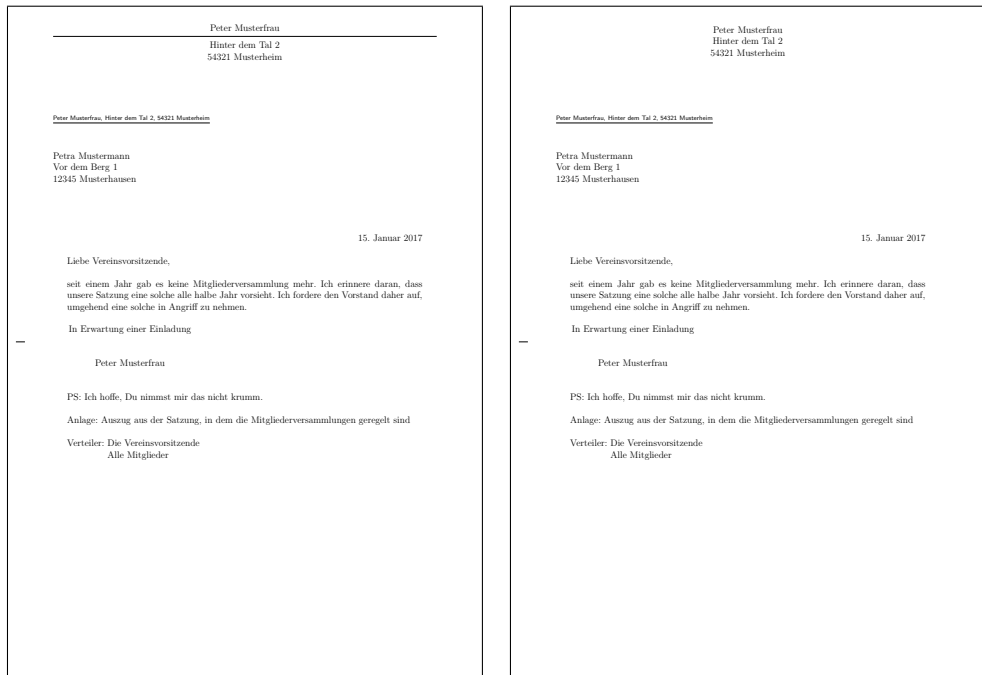 Peter Musterfrau
Hinter dem Tal 2
54321 Musterheim
Peter Musterfrau, Hinter dem Tal 2, 54321 Musterheim
Petra Mustermann
Vor dem Berg 1
12345 Musterhausen
15. Januar 2017
Liebe Vereinsvorsitzende,
seit einem Jahr gab es keine Mitgliederversammlung mehr. Ich erinnere daran, dass
unsere Satzung eine solche alle halbe Jahr vorsieht. Ich fordere den Vorstand daher auf,
umgehend eine solche in Angriff zu nehmen.
In Erwartung einer Einladung
Peter Musterfrau
PS: Ich hoffe, Du nimmst mir das nicht krumm.
Anlage: Auszug aus der Satzung, in dem die Mitgliederversammlungen geregelt sind
Verteiler: Die Vereinsvorsitzende
Alle Mitglieder
Peter Musterfrau
Hinter dem Tal 2
54321 Musterheim
Peter Musterfrau, Hinter dem Tal 2, 54321 Musterheim
Petra Mustermann
Vor dem Berg 1
12345 Musterhausen
15. Januar 2017
Liebe Vereinsvorsitzende,
seit einem Jahr gab es keine Mitgliederversammlung mehr. Ich erinnere daran, dass
unsere Satzung eine solche alle halbe Jahr vorsieht. Ich fordere den Vorstand daher auf,
umgehend eine solche in Angriff zu nehmen.
In Erwartung einer Einladung
Peter Musterfrau
PS: Ich hoffe, Du nimmst mir das nicht krumm.
Anlage: Auszug aus der Satzung, in dem die Mitgliederversammlungen geregelt sind
Verteiler: Die Vereinsvorsitzende
Alle Mitglieder